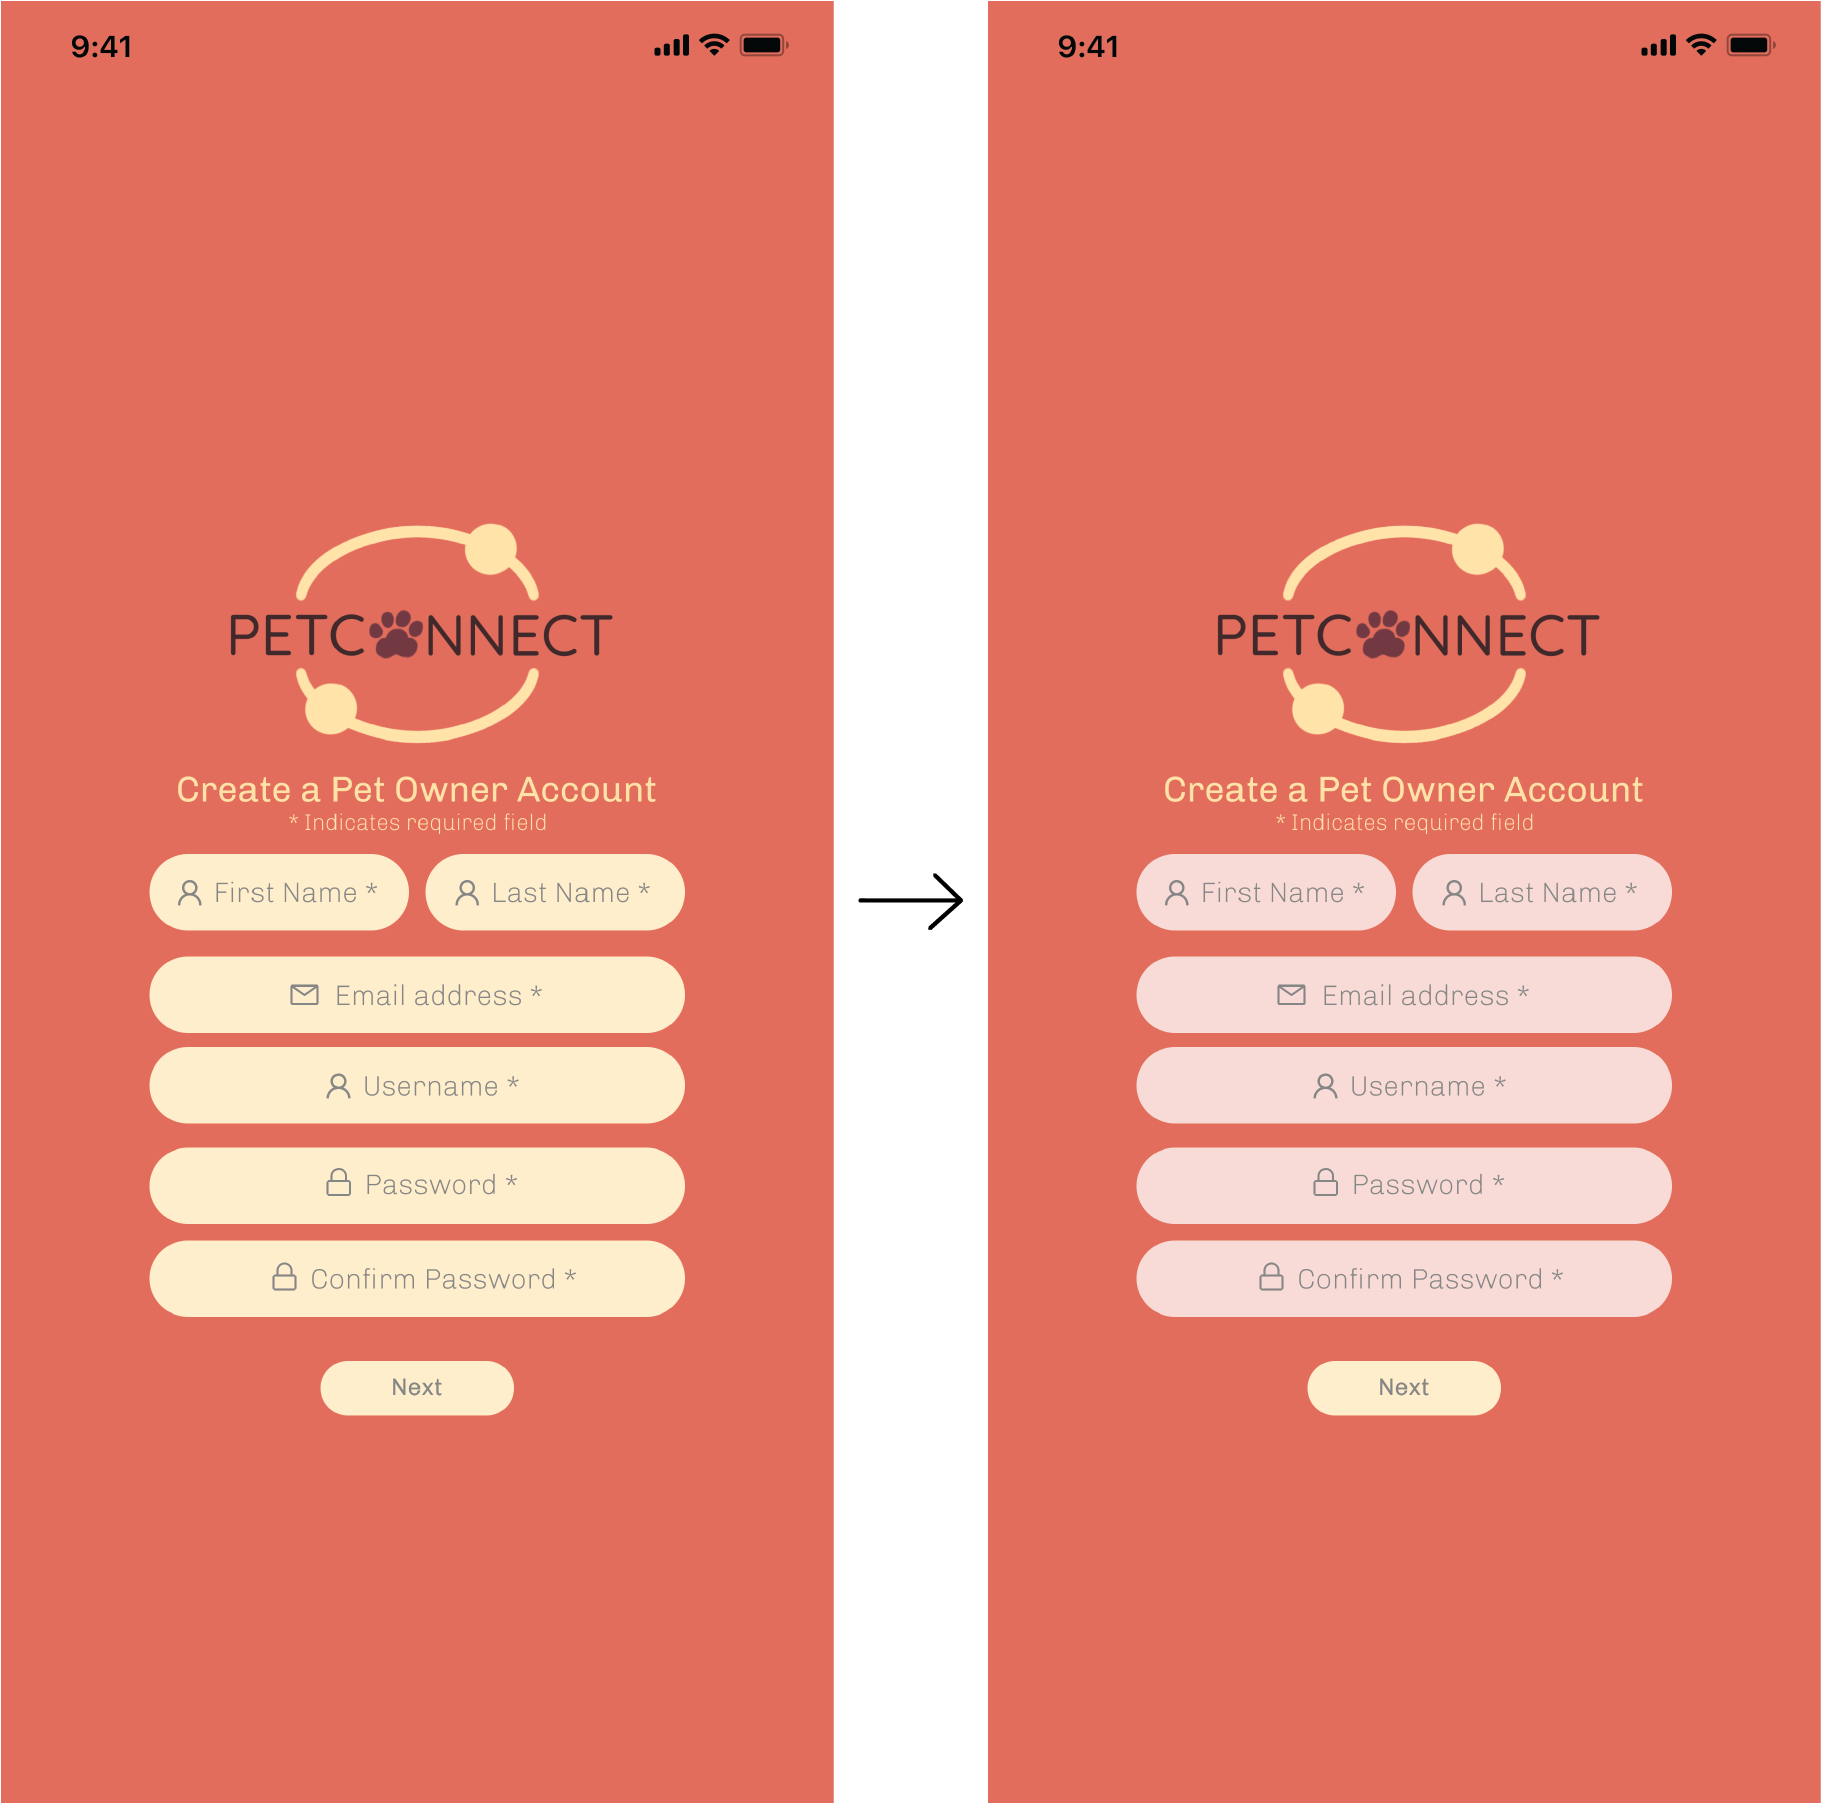 9:41
PETCONNECT
Create a Pet Owner Account
* Indicates required field
First Name *
Last Name *
Email address *
Username *
Password *
Confirm Password *
Next
9:41
PETCONNECT
Create a Pet Owner Account
* Indicates required field
First Name *
Last Name *
Email address *
Username *
Password *
Confirm Password *
Next